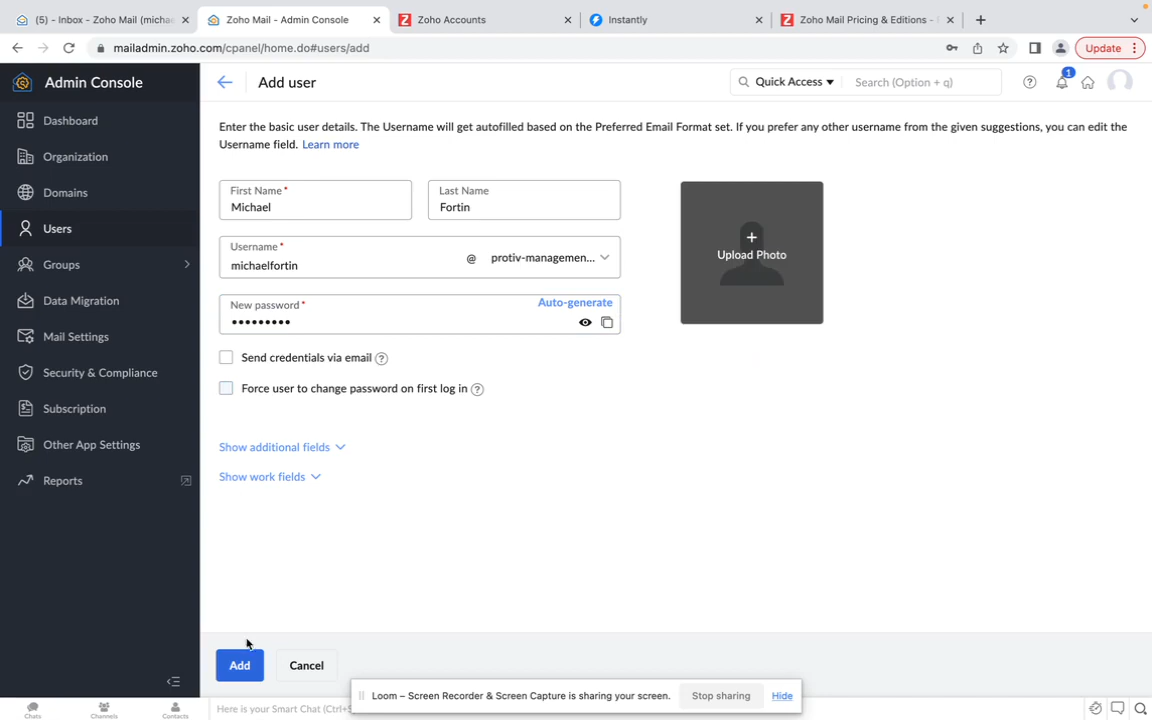 (5) - Inbox - Zoho Mail (michae
Zoho Mail - Admin Console
Zoho Accounts
Instantly
Zoho Mail Pricing & Editions -
mailadmin.zoho.com/cpanel/home.do#users/add
Update
Admin Console
Add user
Quick Access
Search (Option + q)
1
Dashboard
Organization
Domains
Users
Groups
Data Migration
Mail Settings
Security & Compliance
Subscription
Other App Settings
Reports
Enter the basic user details. The Username will get autofilled based on the Preferred Email Format set. If you prefer any other username from the given suggestions, you can edit the
Username field. Learn more
First Name*
Michael
Last Name
Fortin
Username*
michaelfortin
@
protiv-managemen...
New password*
Auto-generate
•••••••••
Upload Photo
Send credentials via email
Force user to change password on first log in
Show additional fields
Show work fields
Add
Cancel
Loom – Screen Recorder & Screen Capture is sharing your screen.
Stop sharing
Hide
Chats
Channels
Contacts
Here is your Smart Chat (Ctrl+S